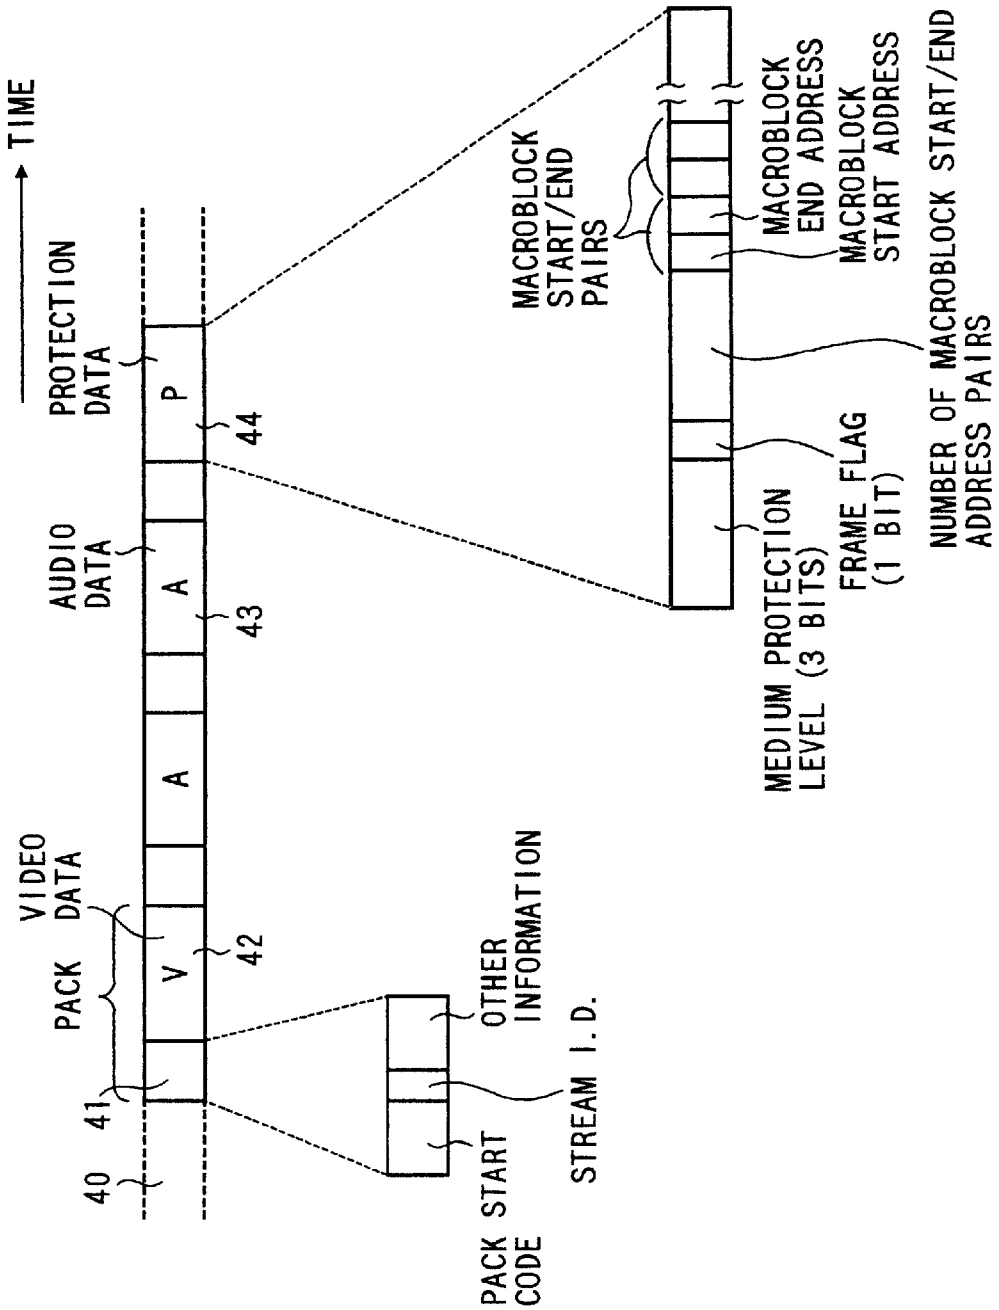 TIME
PROTECTION
DATA
AUDIO
DATA
VIDEO
DATA
PACK
40
41
V
42
A
A
43
P
44
PACK START
CODE
STREAM I.D.
OTHER
INFORMATION
MACROBLOCK
START/END
PAIRS
MEDIUM PROTECTION
LEVEL (3 BITS)
FRAME FLAG
(1 BIT)
NUMBER OF MACROBLOCK START/END
ADDRESS PAIRS
MACROBLOCK
START ADDRESS
MACROBLOCK
END ADDRESS